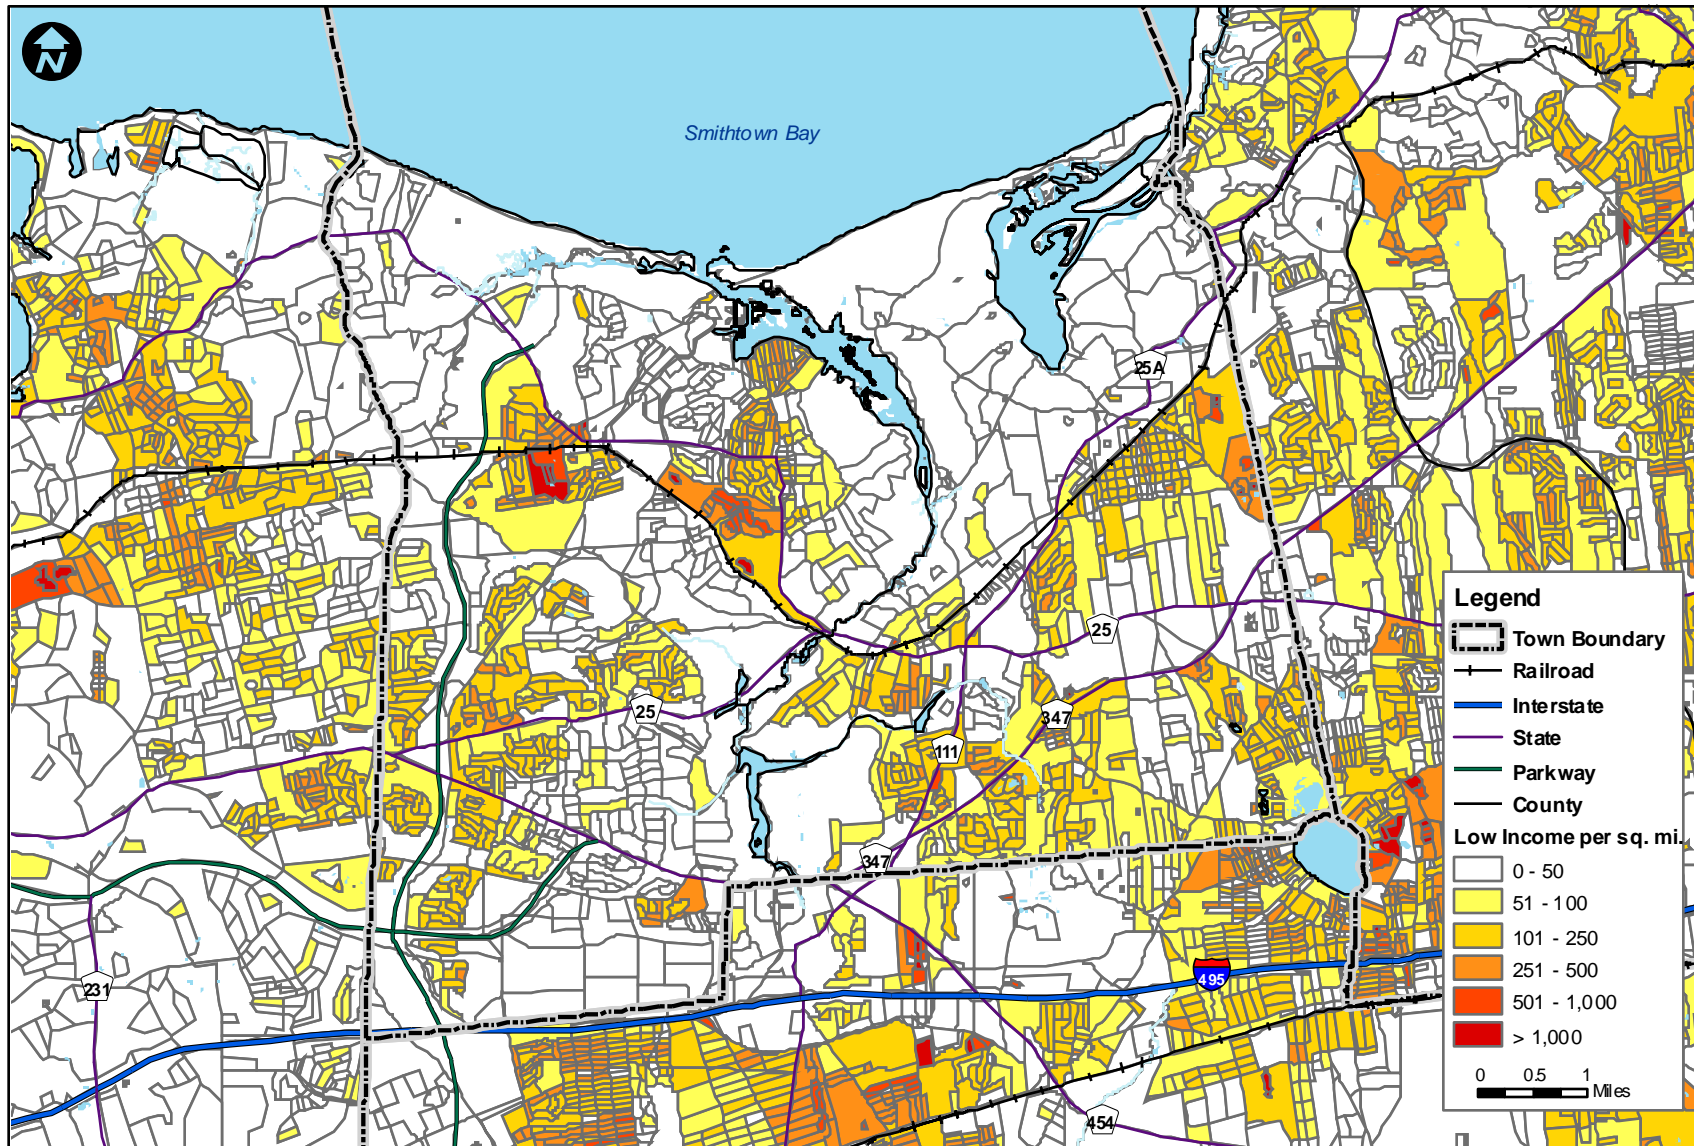 N
Smithtown Bay
25A
25
25
347
111
347
231
495
454
Legend
Town Boundary
Railroad
Interstate
State
Parkway
County
Low Income per sq. mi.
0 - 50
51 - 100
101 - 250
251 - 500
501 - 1,000
> 1,000
0 0.5 1
Miles